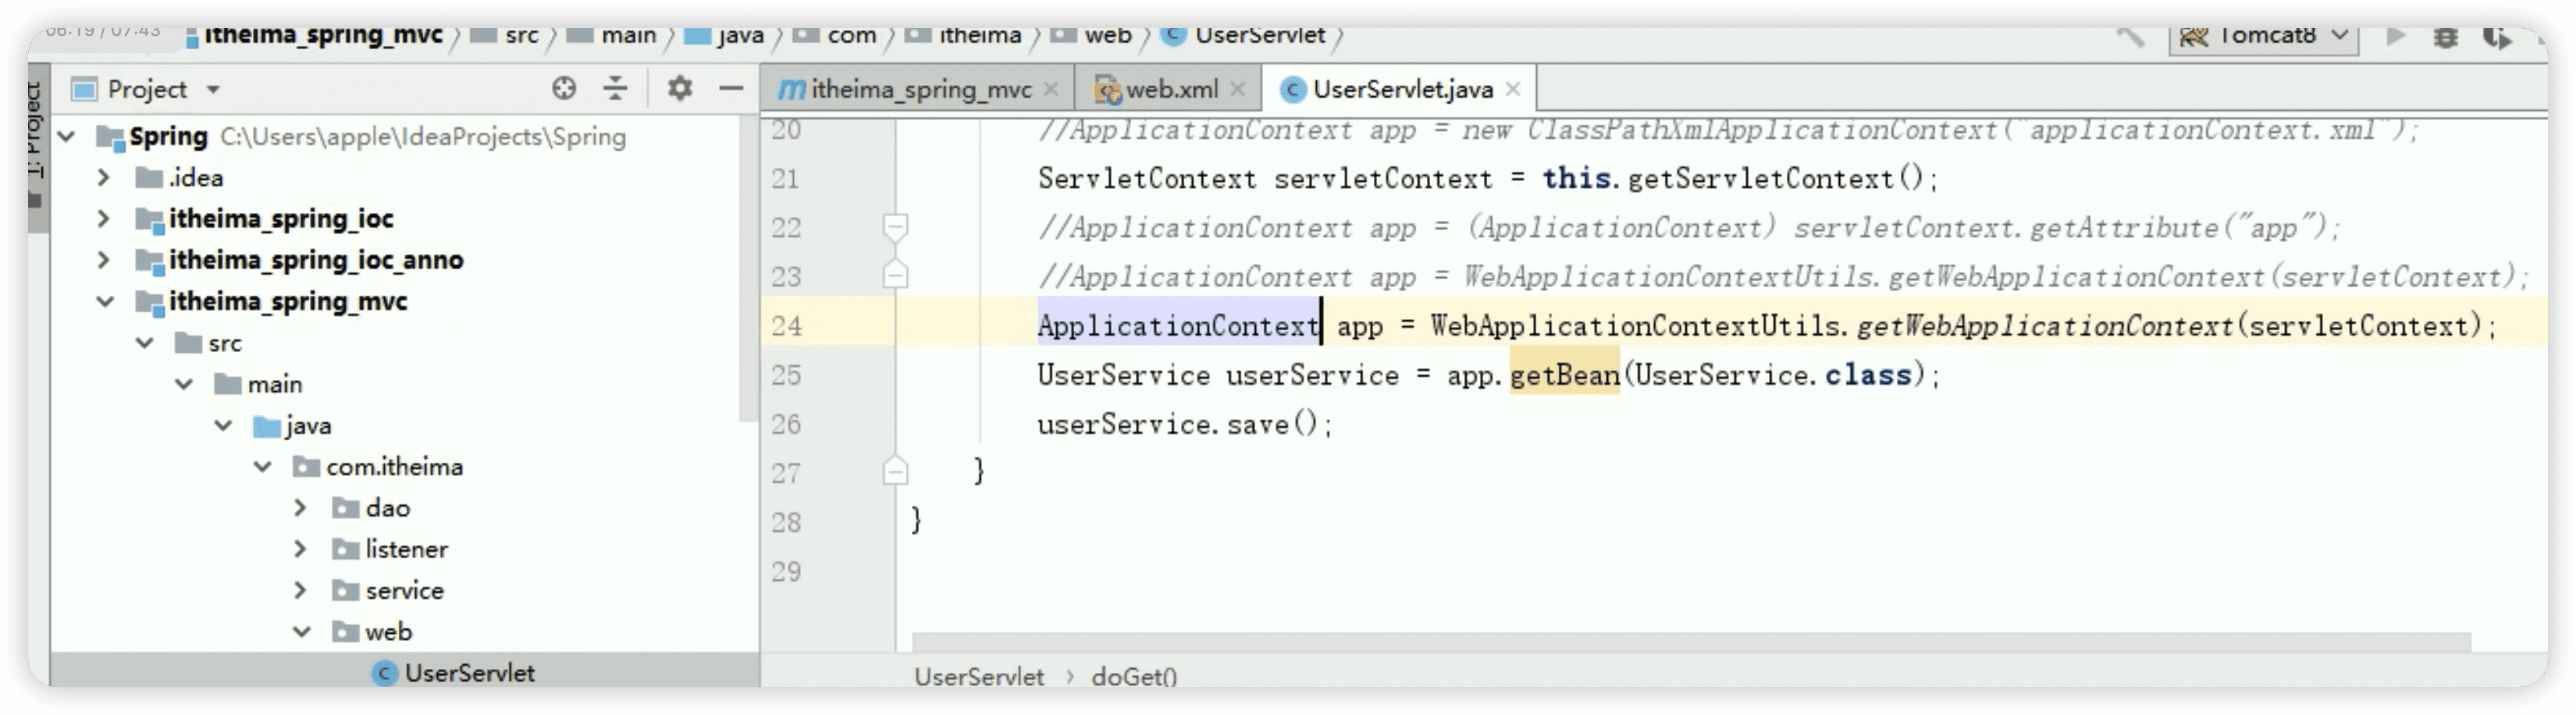 06:19 / 07:43
itheima_spring_mvc src main java com itheima web UserServlet
Tomcat8
1: Project
Project
itheima_spring_mvc
web.xml
UserServlet.java
Spring C:\Users\apple\IdeaProjects\Spring
.idea
itheima_spring_ioc
itheima_spring_ioc_anno
itheima_spring_mvc
src
main
java
com.itheima
dao
listener
service
web
UserServlet
20 //ApplicationContext app = new ClassPathXmlApplicationContext("applicationContext.xml");
21 ServletContext servletContext = this.getServletContext();
22 //ApplicationContext app = (ApplicationContext) servletContext.getAttribute("app");
23 //ApplicationContext app = WebApplicationContextUtils.getWebApplicationContext(servletContext);
24 ApplicationContext app = WebApplicationContextUtils.getWebApplicationContext(servletContext);
25 UserService userService = app.getBean(UserService.class);
26 userService.save();
27 }
28 }
29
UserServlet › doGet()